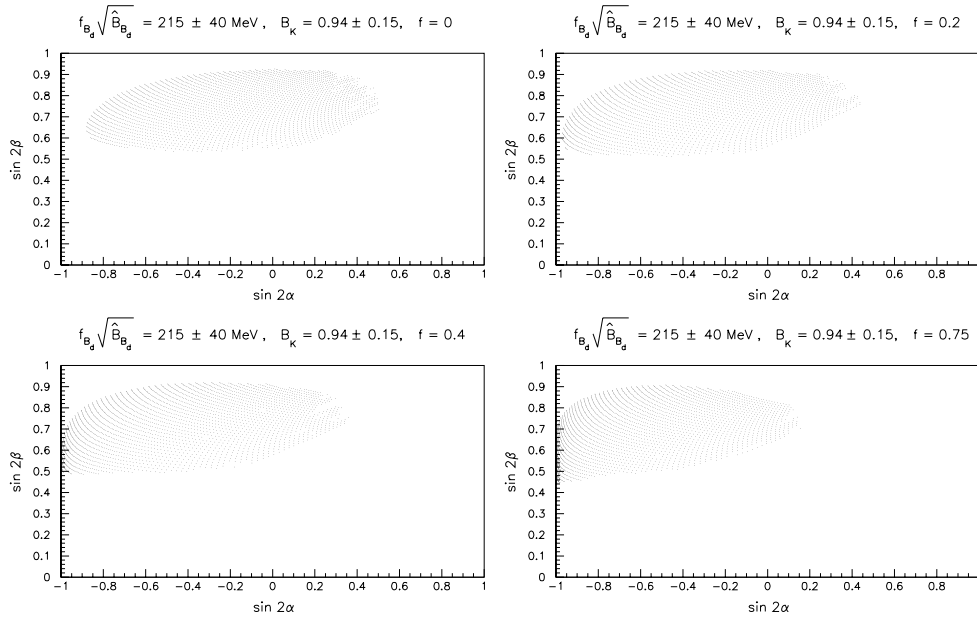 f_{B_d} √B̂_{B_d} = 215 ± 40 MeV , B_K = 0.94 ± 0.15, f = 0
1
0.9
0.8
0.7
0.6
0.5
0.4
0.3
0.2
0.1
0
sin 2β
-1 -0.8 -0.6 -0.4 -0.2 0 0.2 0.4 0.6 0.8 1
sin 2α
f_{B_d} √B̂_{B_d} = 215 ± 40 MeV , B_K = 0.94 ± 0.15, f = 0.2
1
0.9
0.8
0.7
0.6
0.5
0.4
0.3
0.2
0.1
0
sin 2β
-1 -0.8 -0.6 -0.4 -0.2 0 0.2 0.4 0.6 0.8
sin 2α
f_{B_d} √B̂_{B_d} = 215 ± 40 MeV , B_K = 0.94 ± 0.15, f = 0.4
1
0.9
0.8
0.7
0.6
0.5
0.4
0.3
0.2
0.1
0
sin 2β
-1 -0.8 -0.6 -0.4 -0.2 0 0.2 0.4 0.6 0.8 1
sin 2α
f_{B_d} √B̂_{B_d} = 215 ± 40 MeV , B_K = 0.94 ± 0.15, f = 0.75
1
0.9
0.8
0.7
0.6
0.5
0.4
0.3
0.2
0.1
0
sin 2β
-1 -0.8 -0.6 -0.4 -0.2 0 0.2 0.4 0.6 0.8
sin 2α